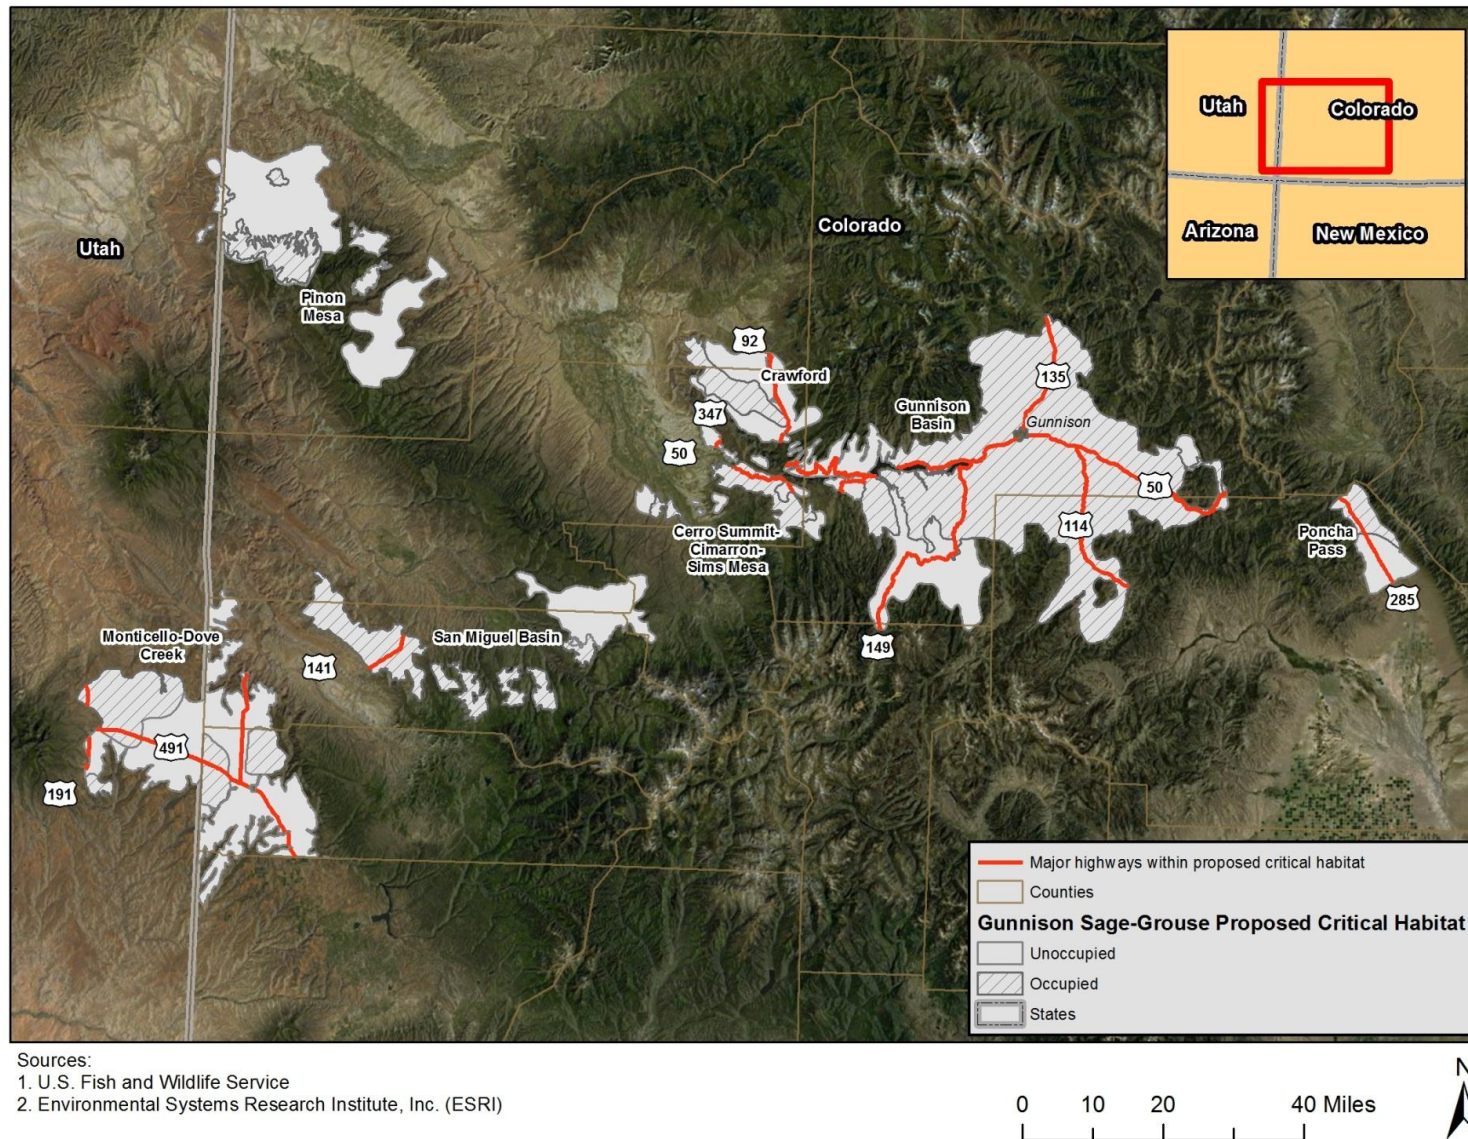 Utah
Colorado
Arizona
New Mexico
Utah
Colorado
Pinon
Mesa
92
Crawford
347
50
Gunnison
Basin
135
Gunnison
50
114
Cerro Summit-
Cimarron-
Sims Mesa
Poncha
Pass
285
149
Monticello-Dove
Creek
141
San Miguel Basin
491
191
Major highways within proposed critical habitat
Counties
Gunnison Sage-Grouse Proposed Critical Habitat
Unoccupied
Occupied
States
Sources:
1. U.S. Fish and Wildlife Service
2. Environmental Systems Research Institute, Inc. (ESRI)
0 10 20 40 Miles
N